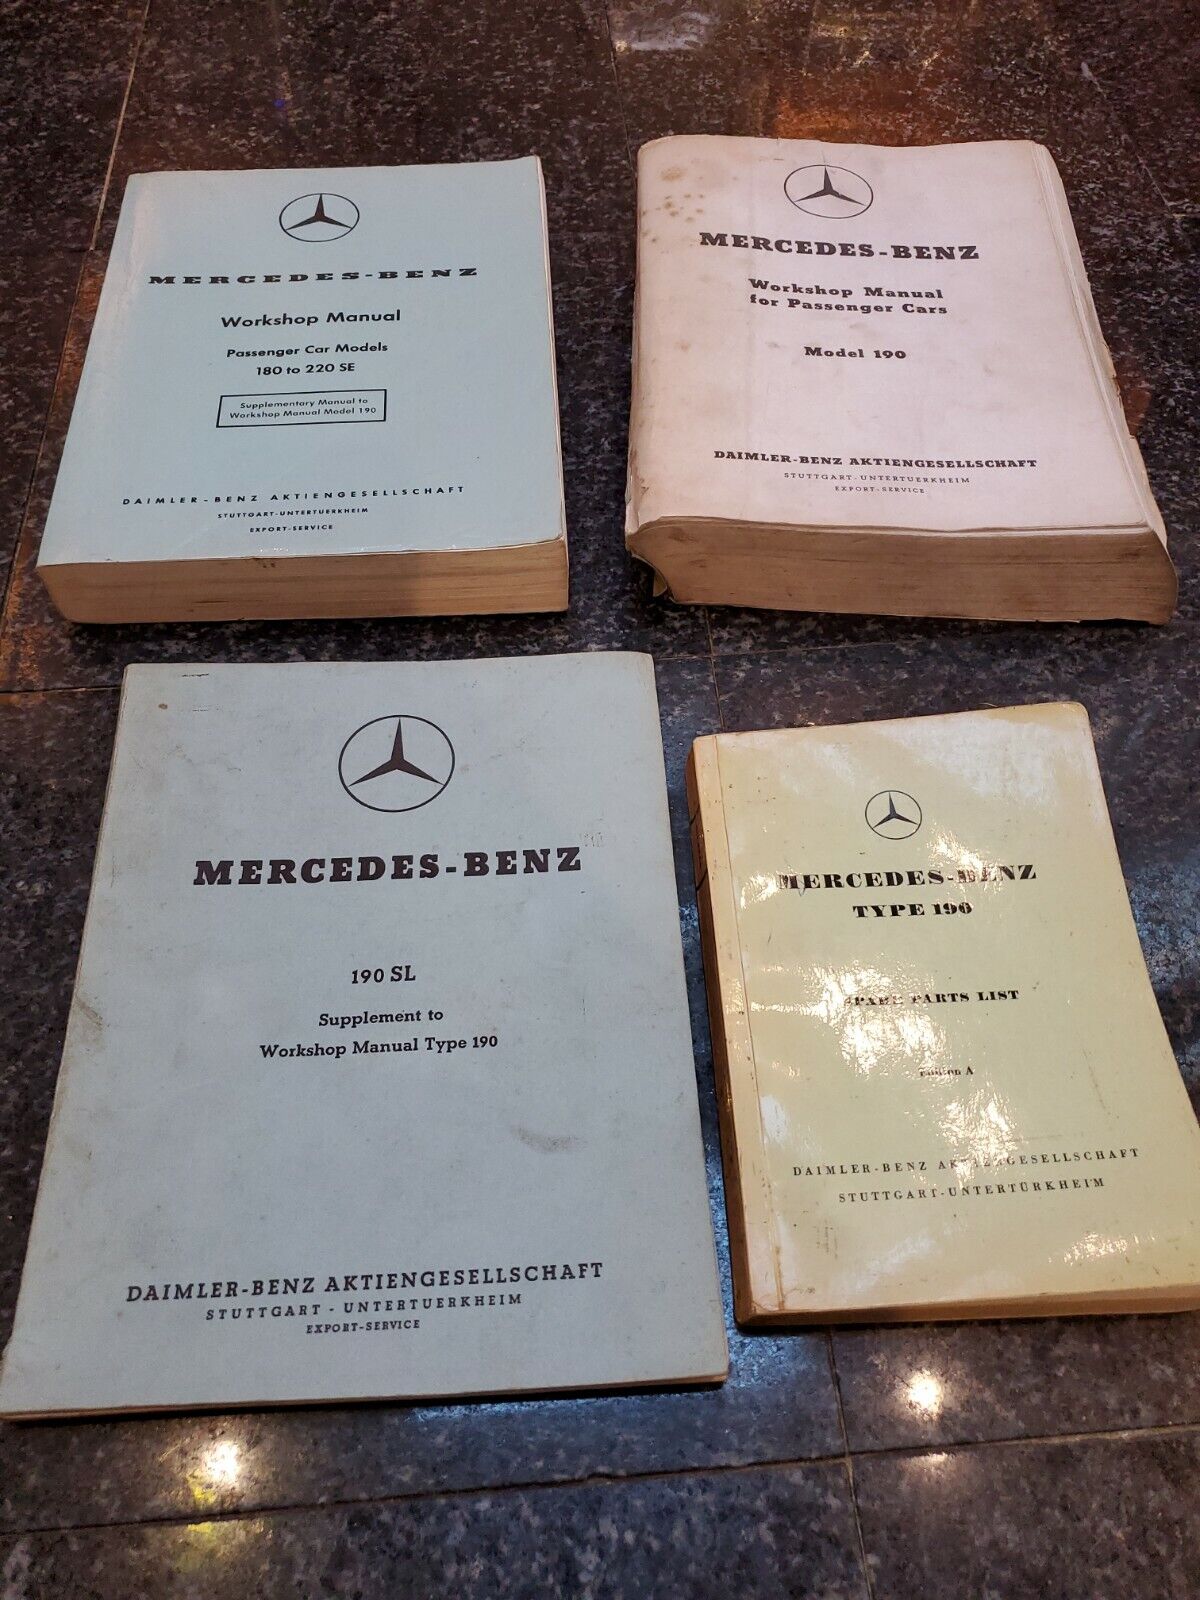 MERCEDES-BENZ
Workshop Manual
Passenger Car Models
180 to 220 SE
Supplementary Manual to
Workshop Manual Model 190
DAIMLER-BENZ AKTIENGESELLSCHAFT
STUTTGART-UNTERTUERKHEIM
EXPORT-SERVICE
MERCEDES-BENZ
Workshop Manual
for Passenger Cars
Model 190
DAIMLER-BENZ AKTIENGESELLSCHAFT
STUTTGART-UNTERTUERKHEIM
EXPORT-SERVICE
MERCEDES-BENZ
190 SL
Supplement to
Workshop Manual Type 190
DAIMLER-BENZ AKTIENGESELLSCHAFT
STUTTGART - UNTERTUERKHEIM
EXPORT-SERVICE
MERCEDES-BENZ
TYPE 190
SPARE PARTS LIST
Edition A
DAIMLER-BENZ AKTIENGESELLSCHAFT
STUTTGART-UNTERTÜRKHEIM